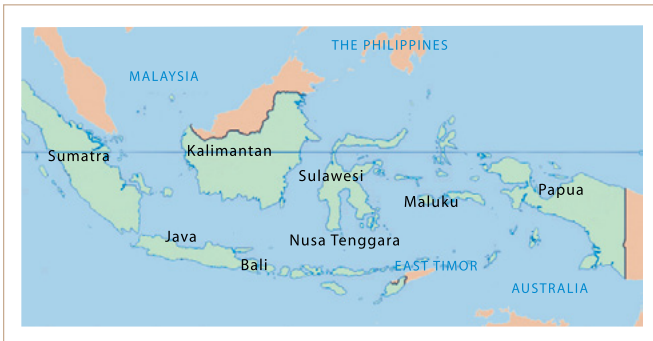 THE PHILIPPINES
MALAYSIA
Sumatra
Kalimantan
Sulawesi
Maluku
Papua
Java
Nusa Tenggara
Bali
EAST TIMOR
AUSTRALIA